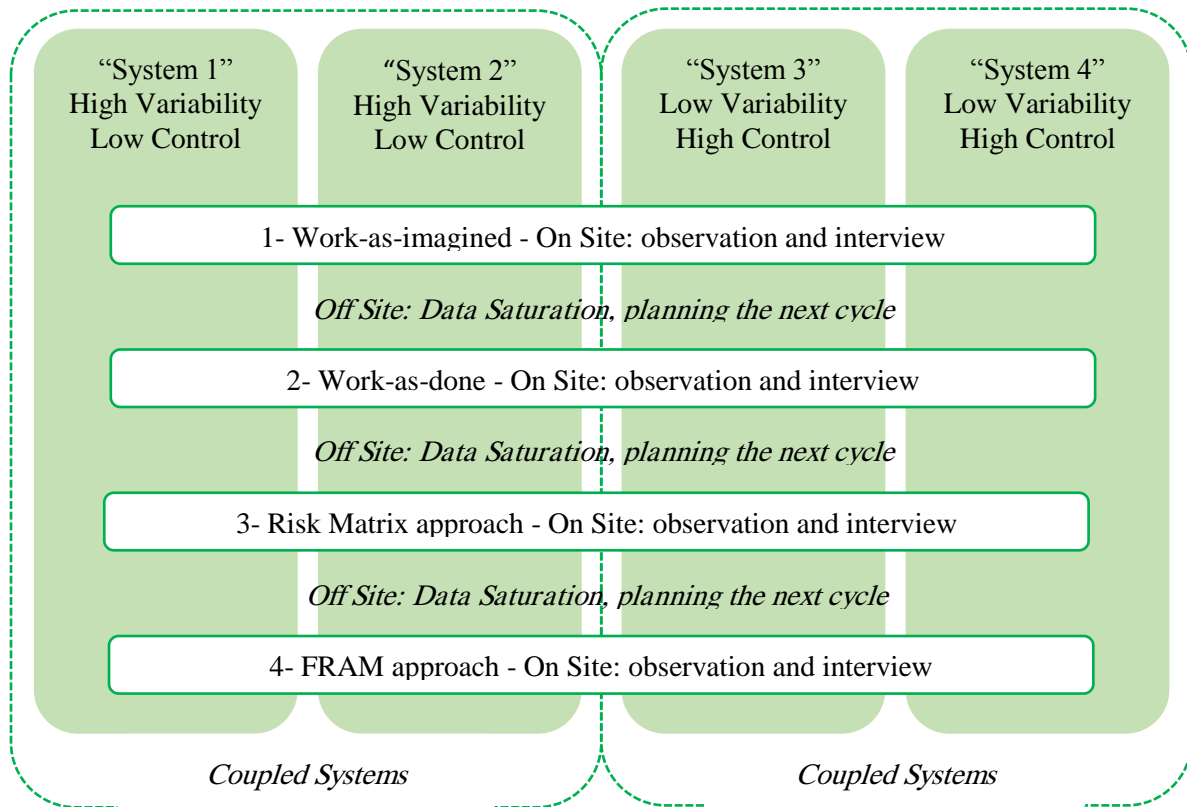 “System 1”
High Variability
Low Control
“System 2”
High Variability
Low Control
“System 3”
Low Variability
High Control
“System 4”
Low Variability
High Control
1- Work-as-imagined - On Site: observation and interview
Off Site: Data Saturation, planning the next cycle
2- Work-as-done - On Site: observation and interview
Off Site: Data Saturation, planning the next cycle
3- Risk Matrix approach - On Site: observation and interview
Off Site: Data Saturation, planning the next cycle
4- FRAM approach - On Site: observation and interview
Coupled Systems
Coupled Systems